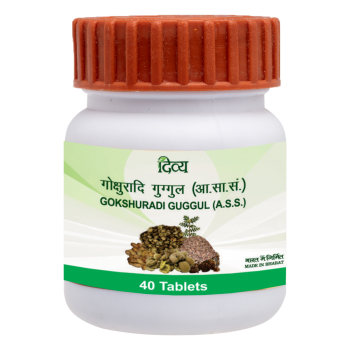 दिव्य
गोक्षुरादि गुग्गुल (आ.सा.सं.)
GOKSHURADI GUGGUL (A.S.S.)
भारत में निर्मित
MADE IN BHARAT
40 Tablets